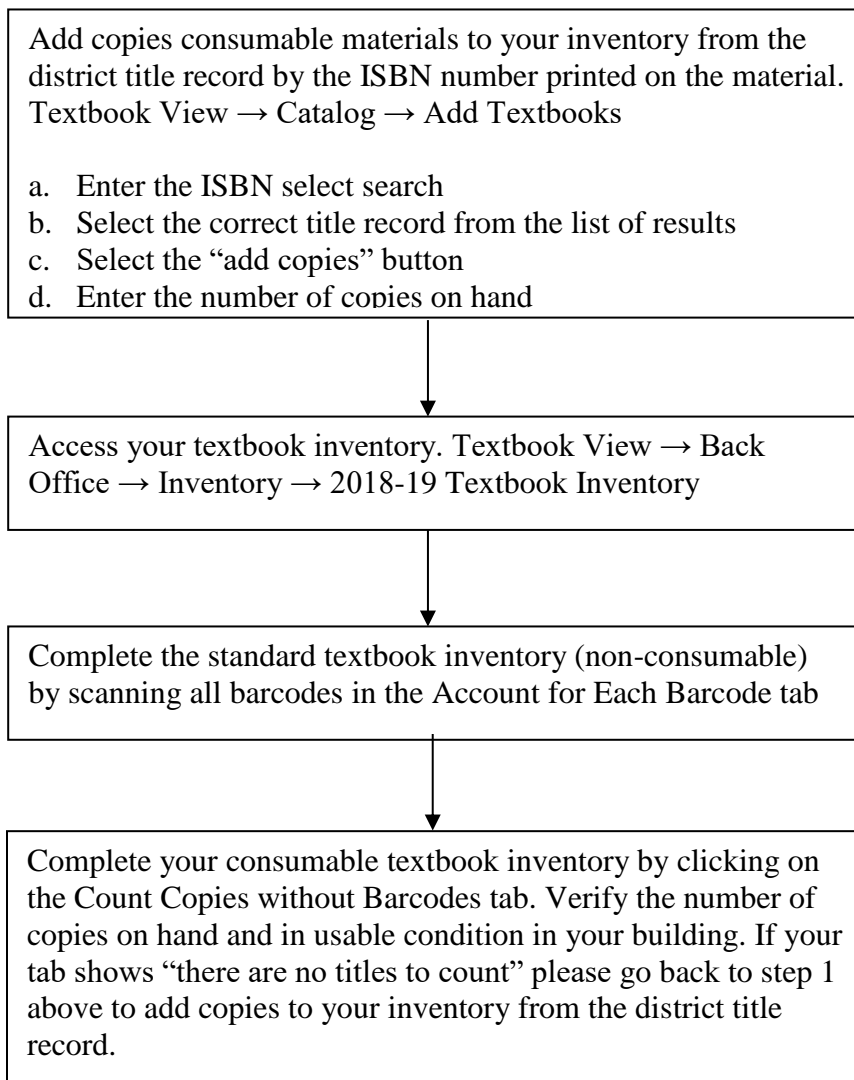 Add copies consumable materials to your inventory from the
district title record by the ISBN number printed on the material.
Textbook View → Catalog → Add Textbooks
a. Enter the ISBN select search
b. Select the correct title record from the list of results
c. Select the “add copies” button
d. Enter the number of copies on hand
Access your textbook inventory. Textbook View → Back
Office → Inventory → 2018-19 Textbook Inventory
Complete the standard textbook inventory (non-consumable)
by scanning all barcodes in the Account for Each Barcode tab
Complete your consumable textbook inventory by clicking on
the Count Copies without Barcodes tab. Verify the number of
copies on hand and in usable condition in your building. If your
tab shows “there are no titles to count” please go back to step 1
above to add copies to your inventory from the district title
record.